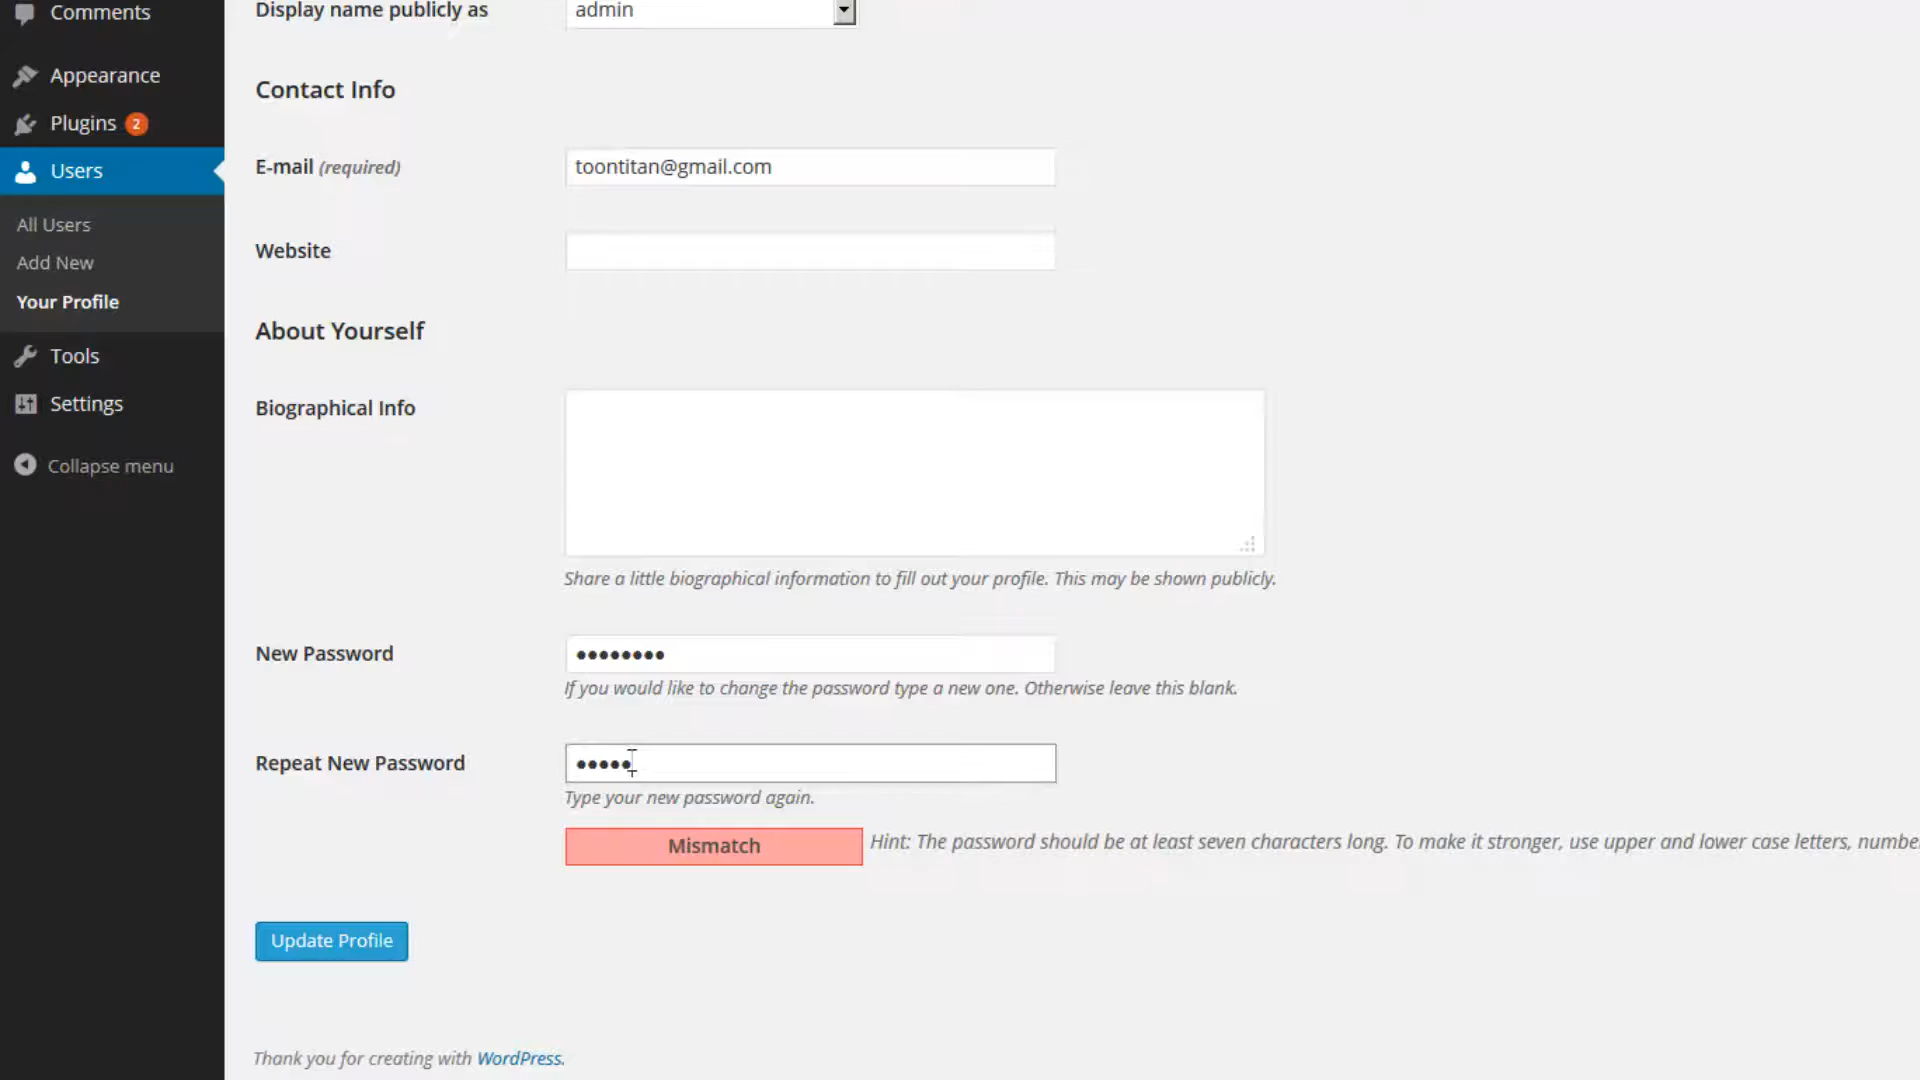 Comments
Display name publicly as
admin
Appearance
Contact Info
Plugins 2
E-mail (required)
toontitan@gmail.com
Users
All Users
Website
Add New
Your Profile
About Yourself
Tools
Settings
Biographical Info
Collapse menu
Share a little biographical information to fill out your profile. This may be shown publicly.
New Password
••••••••
If you would like to change the password type a new one. Otherwise leave this blank.
Repeat New Password
•••••
Type your new password again.
Mismatch
Hint: The password should be at least seven characters long. To make it stronger, use upper and lower case letters, number
Update Profile
Thank you for creating with WordPress.